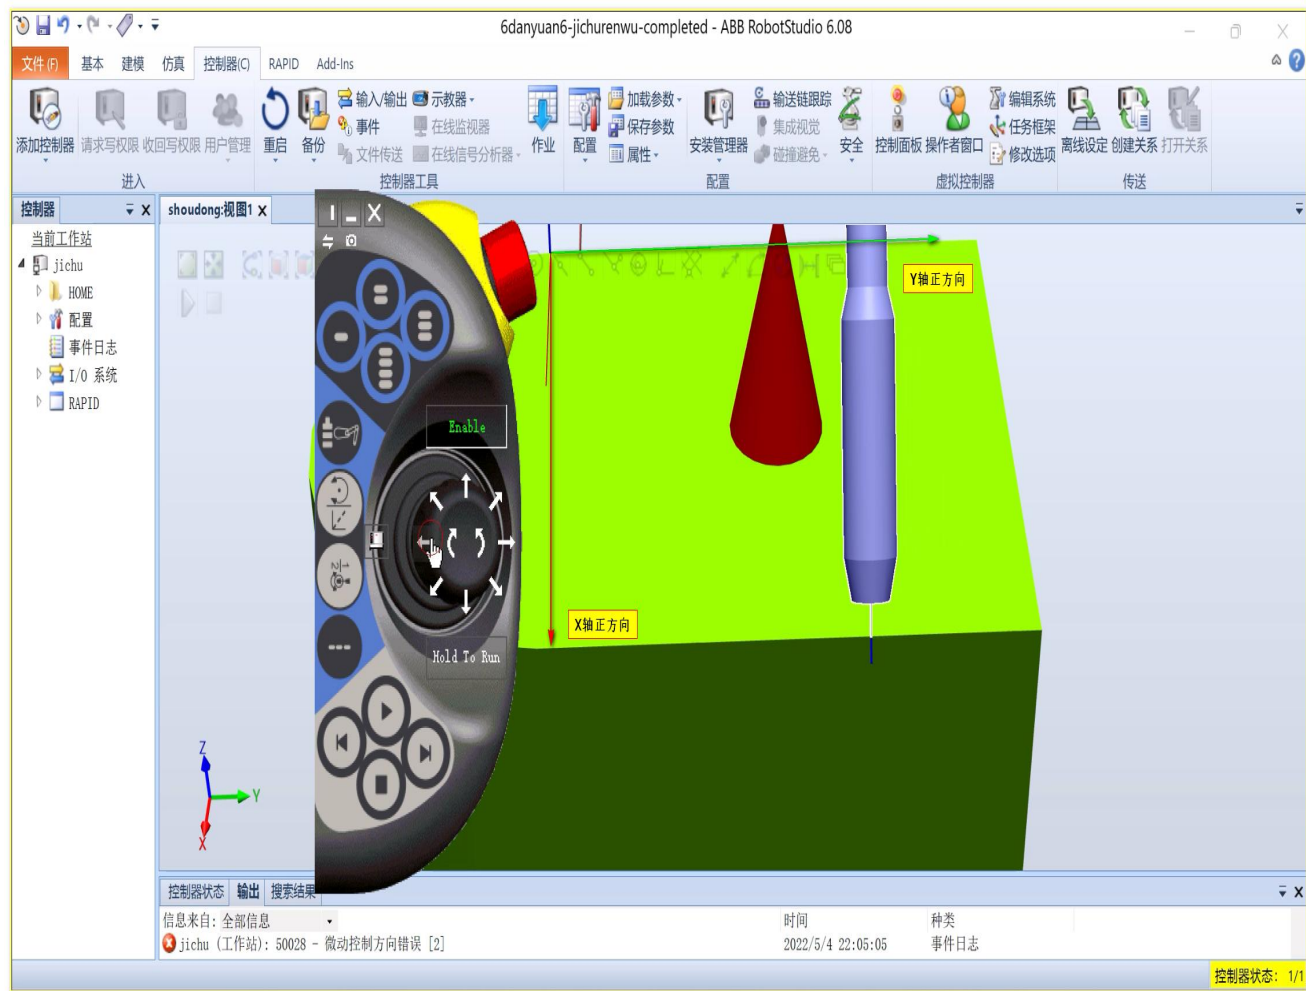 6danyuan6-jichurenwu-completed - ABB RobotStudio 6.08
文件(F) 基本 建模 仿真 控制器(C) RAPID Add-Ins
添加控制器 请求写权限 收回写权限 用户管理
进入
重启 备份 输入/输出 事件 文件传送 示教器 在线监视器 在线信号分析器 作业
控制器工具
配置 加载参数 保存参数 属性 安装管理器 输送链跟踪 集成视觉 碰撞避免 安全
配置
控制面板 操作者窗口 编辑系统 任务框架 修改选项
虚拟控制器
离线设定 创建关系 打开关系
传送
控制器
shoudong:视图1
当前工作站
jichu
HOME
配置
事件日志
I/O 系统
RAPID
Y轴正方向
Enable
X轴正方向
Hold To Run
Z
Y
X
控制器状态 输出 搜索结果
信息来自: 全部信息 时间 种类
jichu (工作站): 50028 - 微动控制方向错误 [2] 2022/5/4 22:05:05 事件日志
控制器状态: 1/1